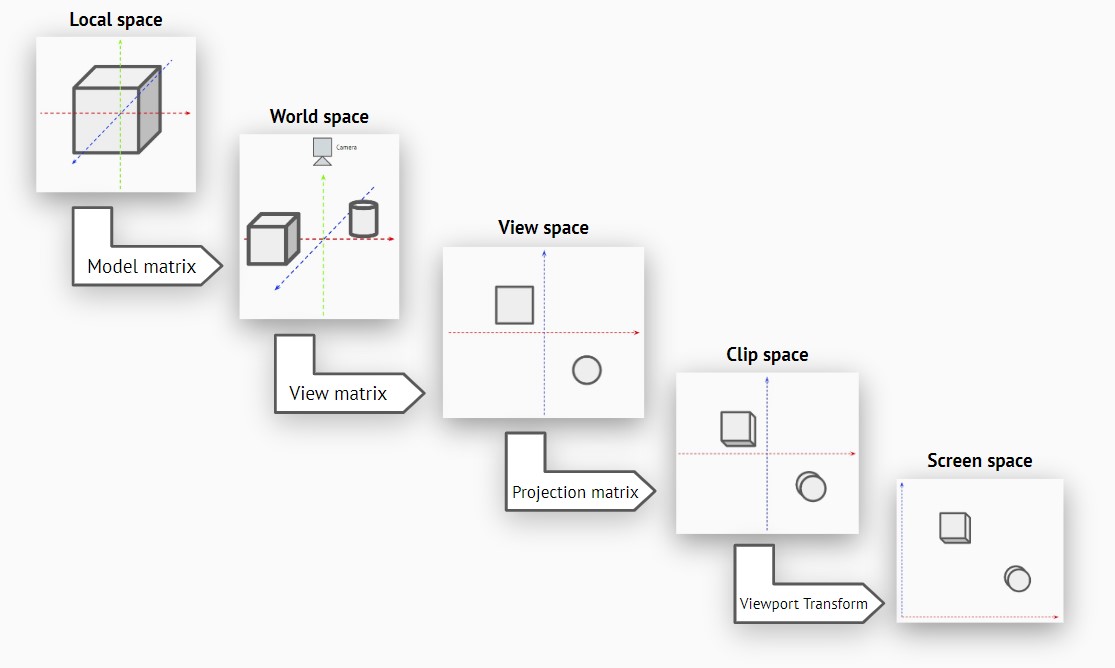 Local space
World space
Camera
Model matrix
View space
View matrix
Clip space
Projection matrix
Screen space
Viewport Transform